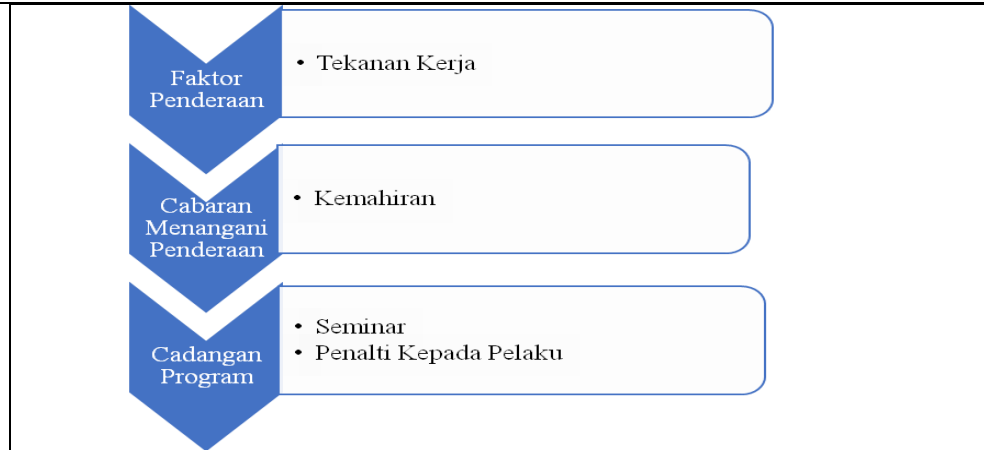 Faktor
Penderaan
• Tekanan Kerja
Cabaran
Menangani
Penderaan
• Kemahiran
Cadangan
Program
• Seminar
• Penalti Kepada Pelaku